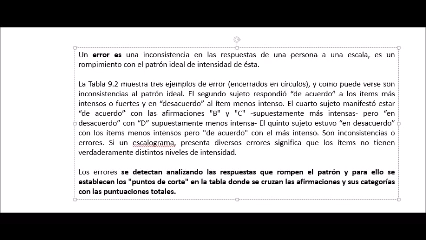 Un error es una inconsistencia en las respuestas de una persona a una escala, es un
rompimiento con el patrón ideal de intensidad de ésta.
La Tabla 9.2 muestra tres ejemplos de error (encerrados en círculos), y como puede verse son
inconsistencias al patrón ideal. El segundo sujeto respondió “de acuerdo” a los items más
intensos o fuertes y en “desacuerdo” al ítem menos intenso. El cuarto sujeto manifestó estar
“de acuerdo” con las afirmaciones "B" y "C" -supuestamente más intensas- pero “en
desacuerdo” con “D” supuestamente menos intensa- El quinto sujeto estuvo “en desacuerdo”
con los ítems menos intensos pero "de acuerdo" con el más intenso. Son inconsistencias o
errores. Si un escalograma, presenta diversos errores significa que los ítems no tienen
verdaderamente distintos niveles de intensidad.
Los errores se detectan analizando las respuestas que rompen el patrón y para ello se
establecen los "puntos de corte" en la tabla donde se cruzan las afirmaciones y sus categorías
con las puntuaciones totales.